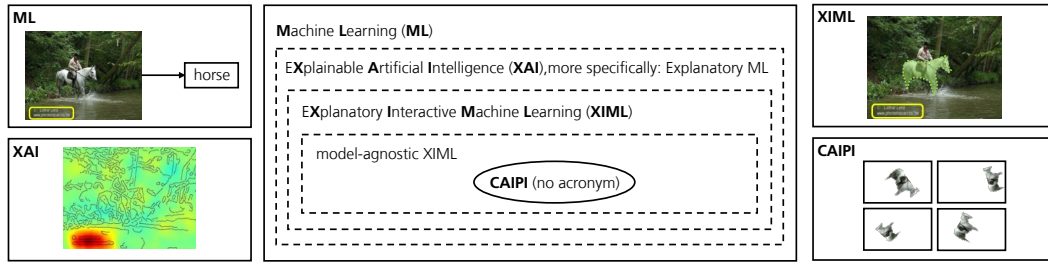 ML
horse
XAI
Machine Learning (ML)
EXplainable Artificial Intelligence (XAI),more specifically: Explanatory ML
EXplanatory Interactive Machine Learning (XIML)
model-agnostic XIML
CAIPI (no acronym)
XIML
CAIPI